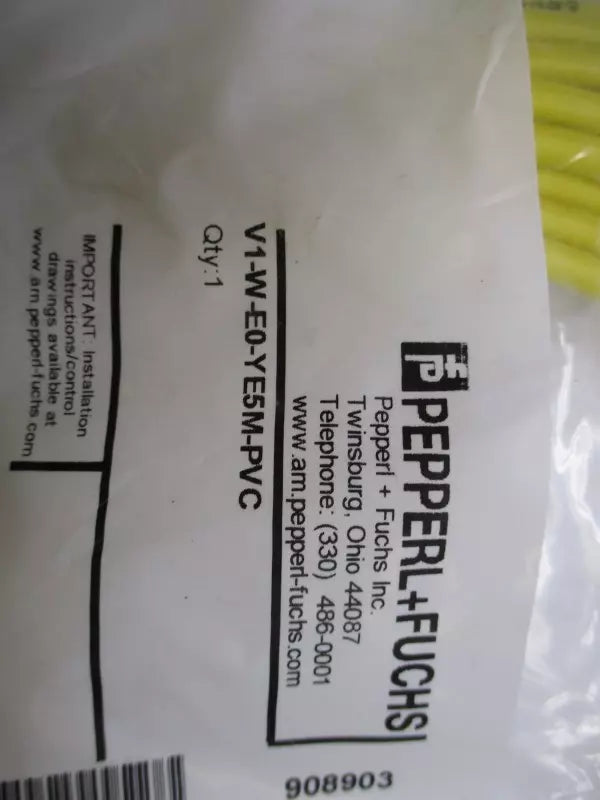 PEPPERL+FUCHS
Pepperl + Fuchs Inc.
Twinsburg, Ohio 44087
Telephone: (330) 486-0001
www.am.pepperl-fuchs.com
908903
V1-W-E0-YE5M-PVC
Qty:1
IMPORTANT: Installation
instructions/control
drawings available at
www.am.pepperl-fuchs.com